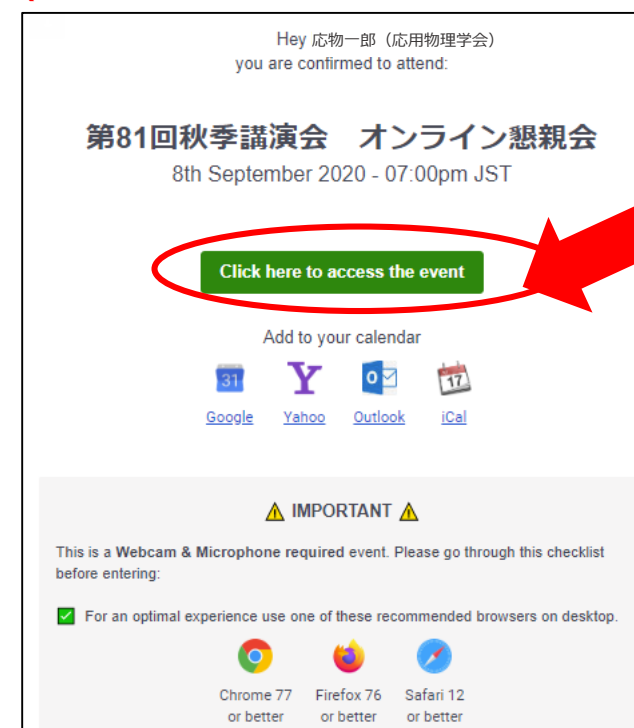 Hey 応物一郎（応用物理学会）
you are confirmed to attend:
第81回秋季講演会　オンライン懇親会
8th September 2020 - 07:00pm JST
Click here to access the event
Add to your calendar
31 Y O 17
Google Yahoo Outlook iCal
IMPORTANT
This is a Webcam & Microphone required event. Please go through this checklist
before entering:
For an optimal experience use one of these recommended browsers on desktop.
Chrome 77 Firefox 76 Safari 12
or better or better or better